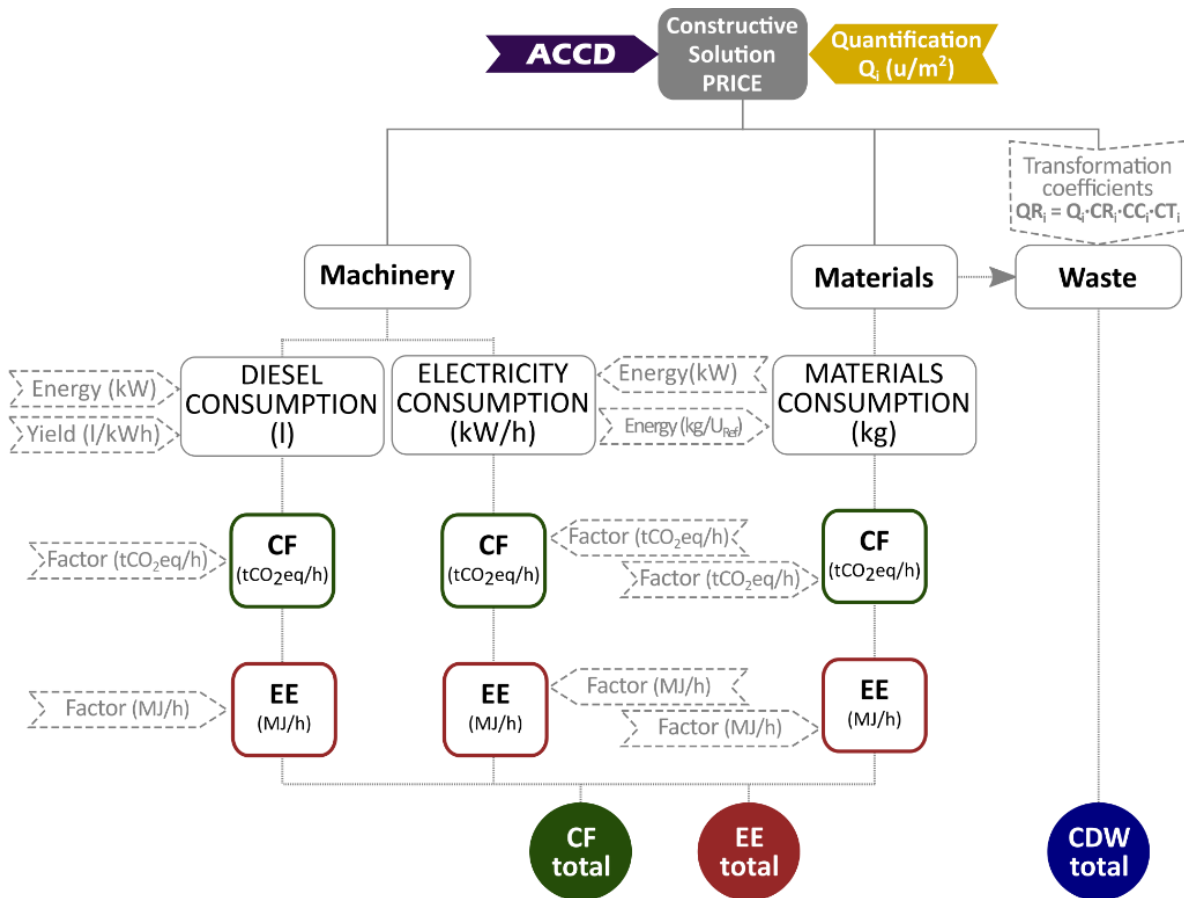 ACCD
Constructive
Solution
PRICE
Quantification
Qᵢ (u/m²)
Transformation
coefficients
QRᵢ = Qᵢ·CRᵢ·CCᵢ·CTᵢ
Machinery
Materials
Waste
Energy (kW)
Yield (l/kWh)
DIESEL
CONSUMPTION
(l)
ELECTRICITY
CONSUMPTION
(kW/h)
Energy(kW)
Energy (kg/U_Ref)
MATERIALS
CONSUMPTION
(kg)
Factor (tCO₂eq/h)
CF
(tCO₂eq/h)
CF
(tCO₂eq/h)
Factor (tCO₂eq/h)
Factor (tCO₂eq/h)
CF
(tCO₂eq/h)
Factor (MJ/h)
EE
(MJ/h)
EE
(MJ/h)
Factor (MJ/h)
Factor (MJ/h)
EE
(MJ/h)
CF
total
EE
total
CDW
total